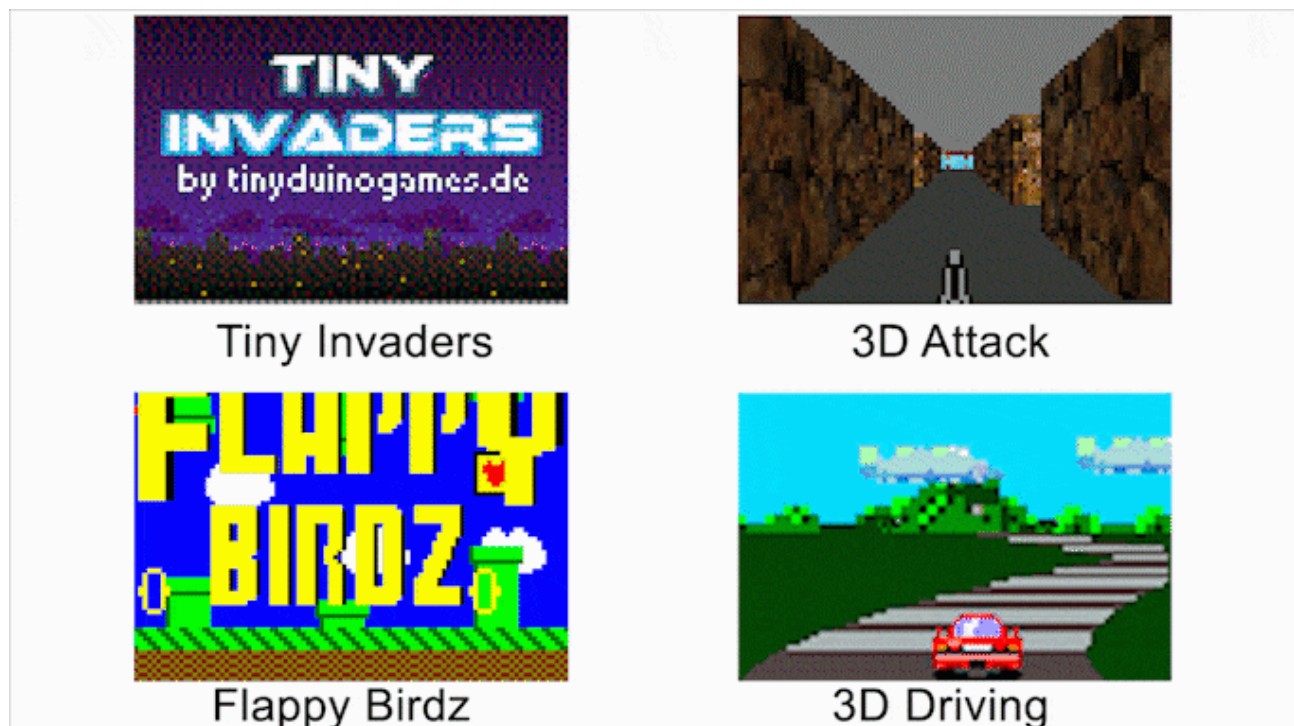 TINY
INVADERS
by tinyduinogames.de
Tiny Invaders
3D Attack
FLAPPY
BIRDZ
Flappy Birdz
3D Driving